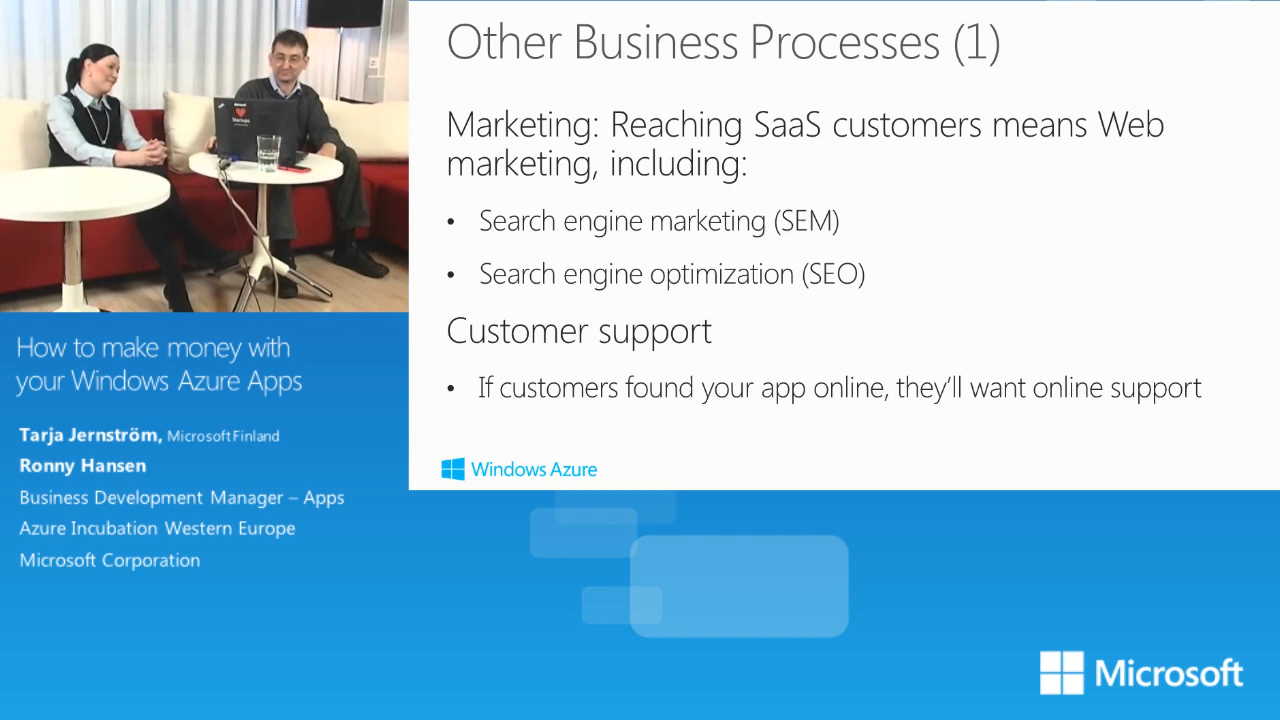 Other Business Processes (1)
Marketing: Reaching SaaS customers means Web
marketing, including:
• Search engine marketing (SEM)
• Search engine optimization (SEO)
Customer support
• If customers found your app online, they’ll want online support
Windows Azure
How to make money with
your Windows Azure Apps
Tarja Jernström, Microsoft Finland
Ronny Hansen
Business Development Manager – Apps
Azure Incubation Western Europe
Microsoft Corporation
Microsoft
Startups